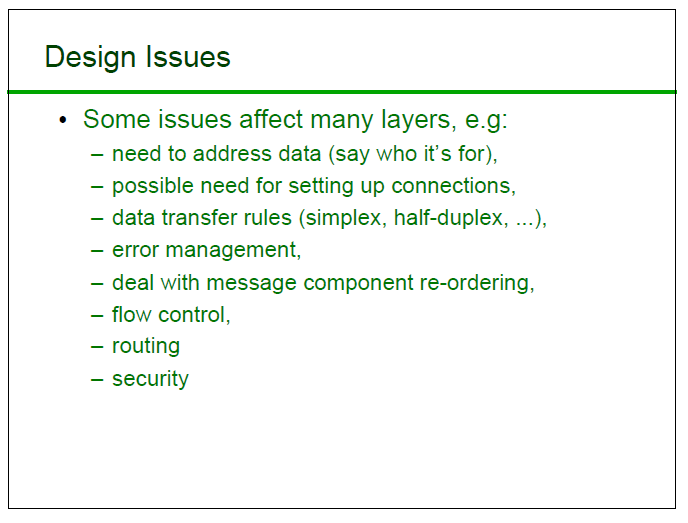 Design Issues
• Some issues affect many layers, e.g:
– need to address data (say who it’s for),
– possible need for setting up connections,
– data transfer rules (simplex, half-duplex, ...),
– error management,
– deal with message component re-ordering,
– flow control,
– routing
– security